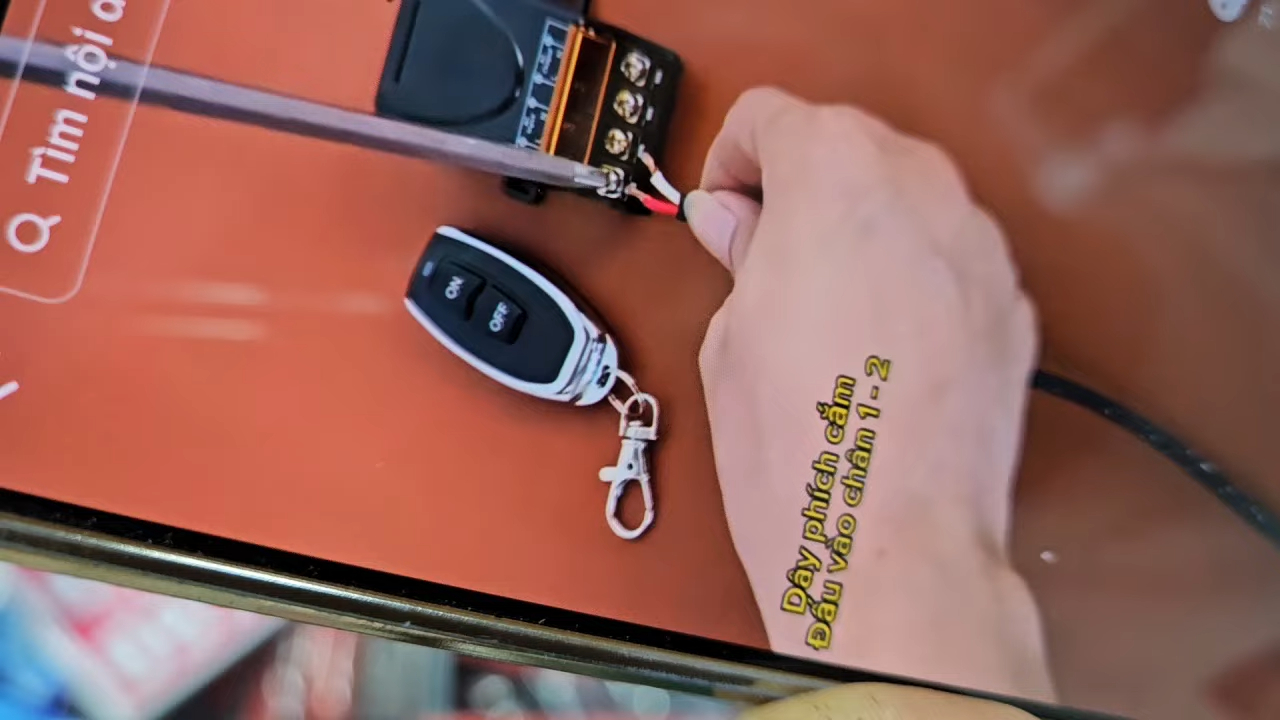 Tìm nội d
ON
OFF
Dây phích cắm
Đấu vào chân 1 - 2